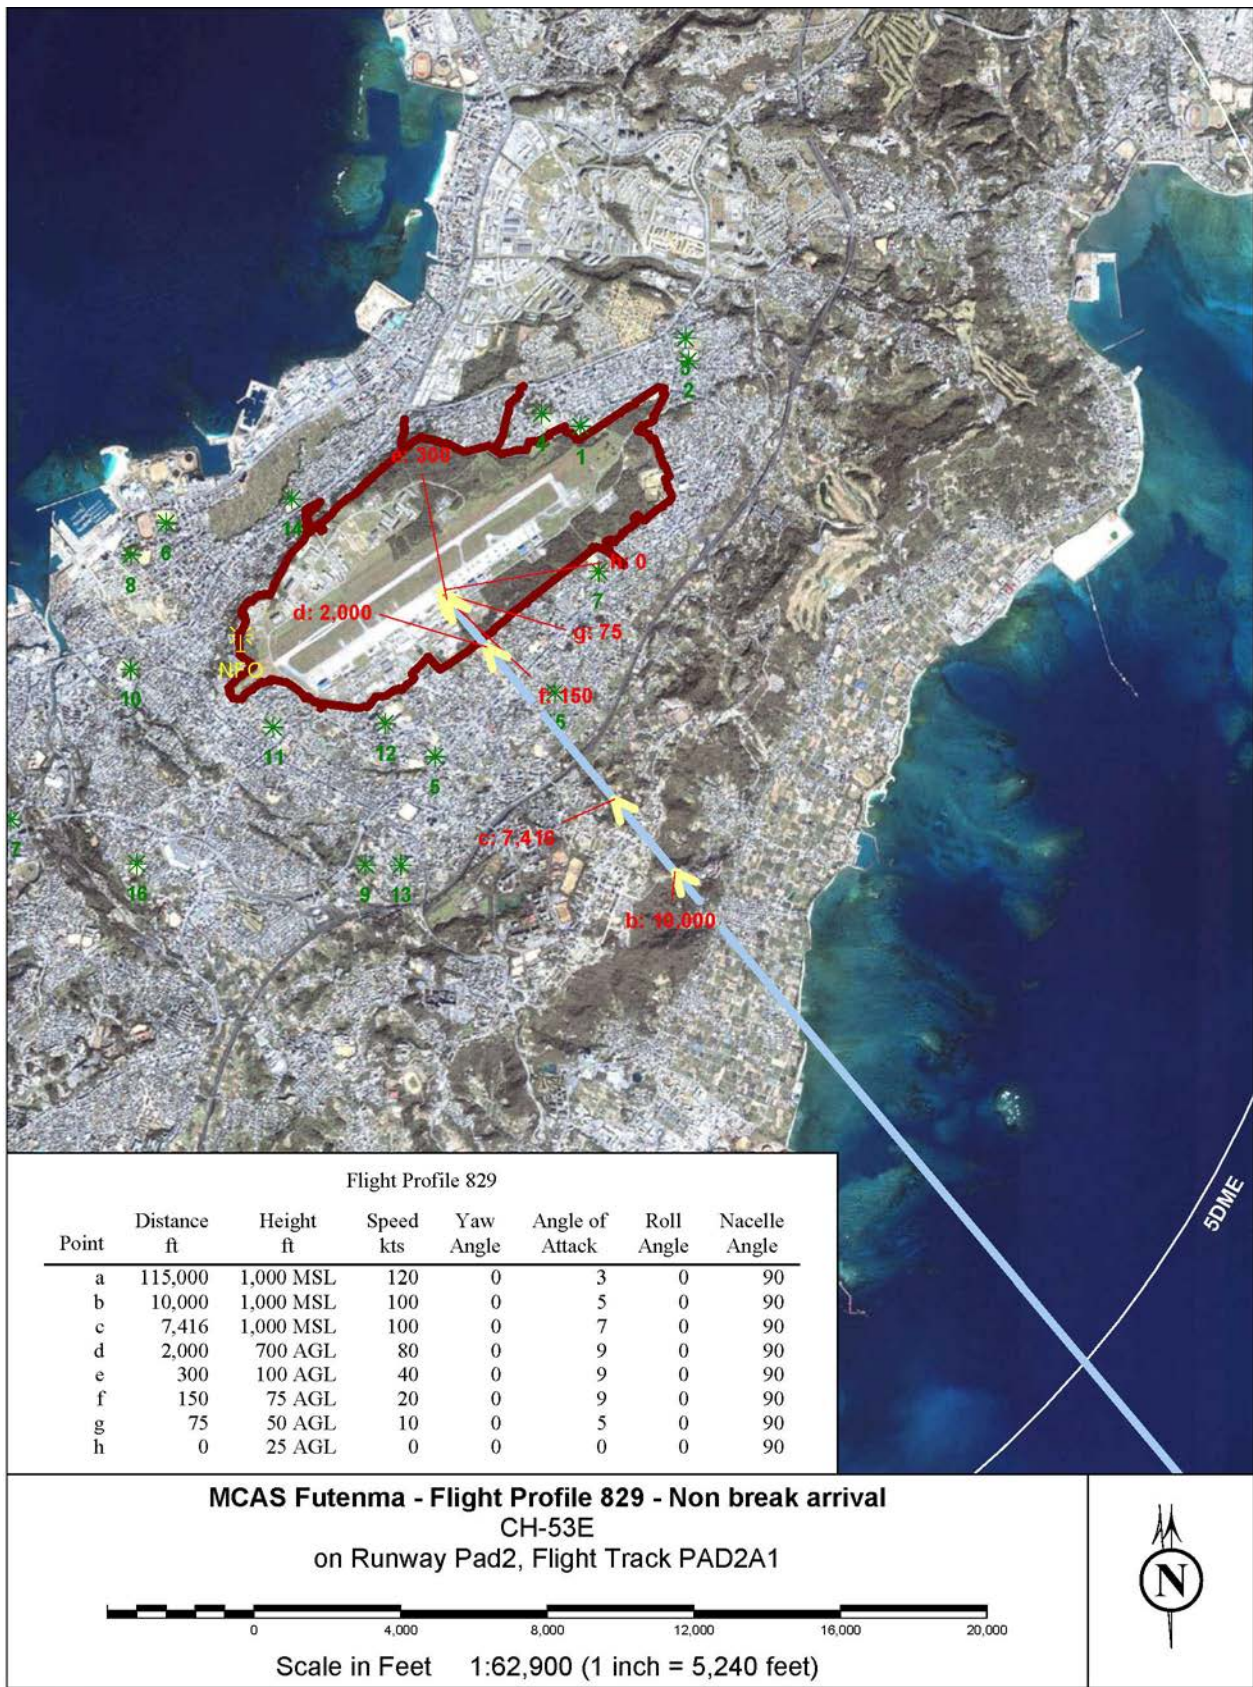 3
2
4
1
e: 300
14
6
8
h: 0
7
d: 2,000
g: 75
NFO
10
f: 150
15
11
12
5
c: 7,416
7
16
9
13
b: 10,000
5DME
Flight Profile 829
Point Distance ft Height ft Speed kts Yaw Angle Angle of Attack Roll Angle Nacelle Angle
a 115,000 1,000 MSL 120 0 3 0 90
b 10,000 1,000 MSL 100 0 5 0 90
c 7,416 1,000 MSL 100 0 7 0 90
d 2,000 700 AGL 80 0 9 0 90
e 300 100 AGL 40 0 9 0 90
f 150 75 AGL 20 0 9 0 90
g 75 50 AGL 10 0 5 0 90
h 0 25 AGL 0 0 0 0 90
MCAS Futenma - Flight Profile 829 - Non break arrival
CH-53E
on Runway Pad2, Flight Track PAD2A1
0 4,000 8,000 12,000 16,000 20,000
Scale in Feet 1:62,900 (1 inch = 5,240 feet)
N